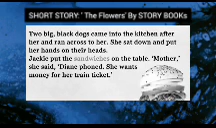 SHORT STORY: ' The Flowers' By STORY BOOKs
Two big, black dogs came into the kitchen after
her and ran across to her. She sat down and put
her hands on their heads.
Jackie put the sandwiches on the table. 'Mother,'
she said, 'Diane phoned. She wants
money for her train ticket.'